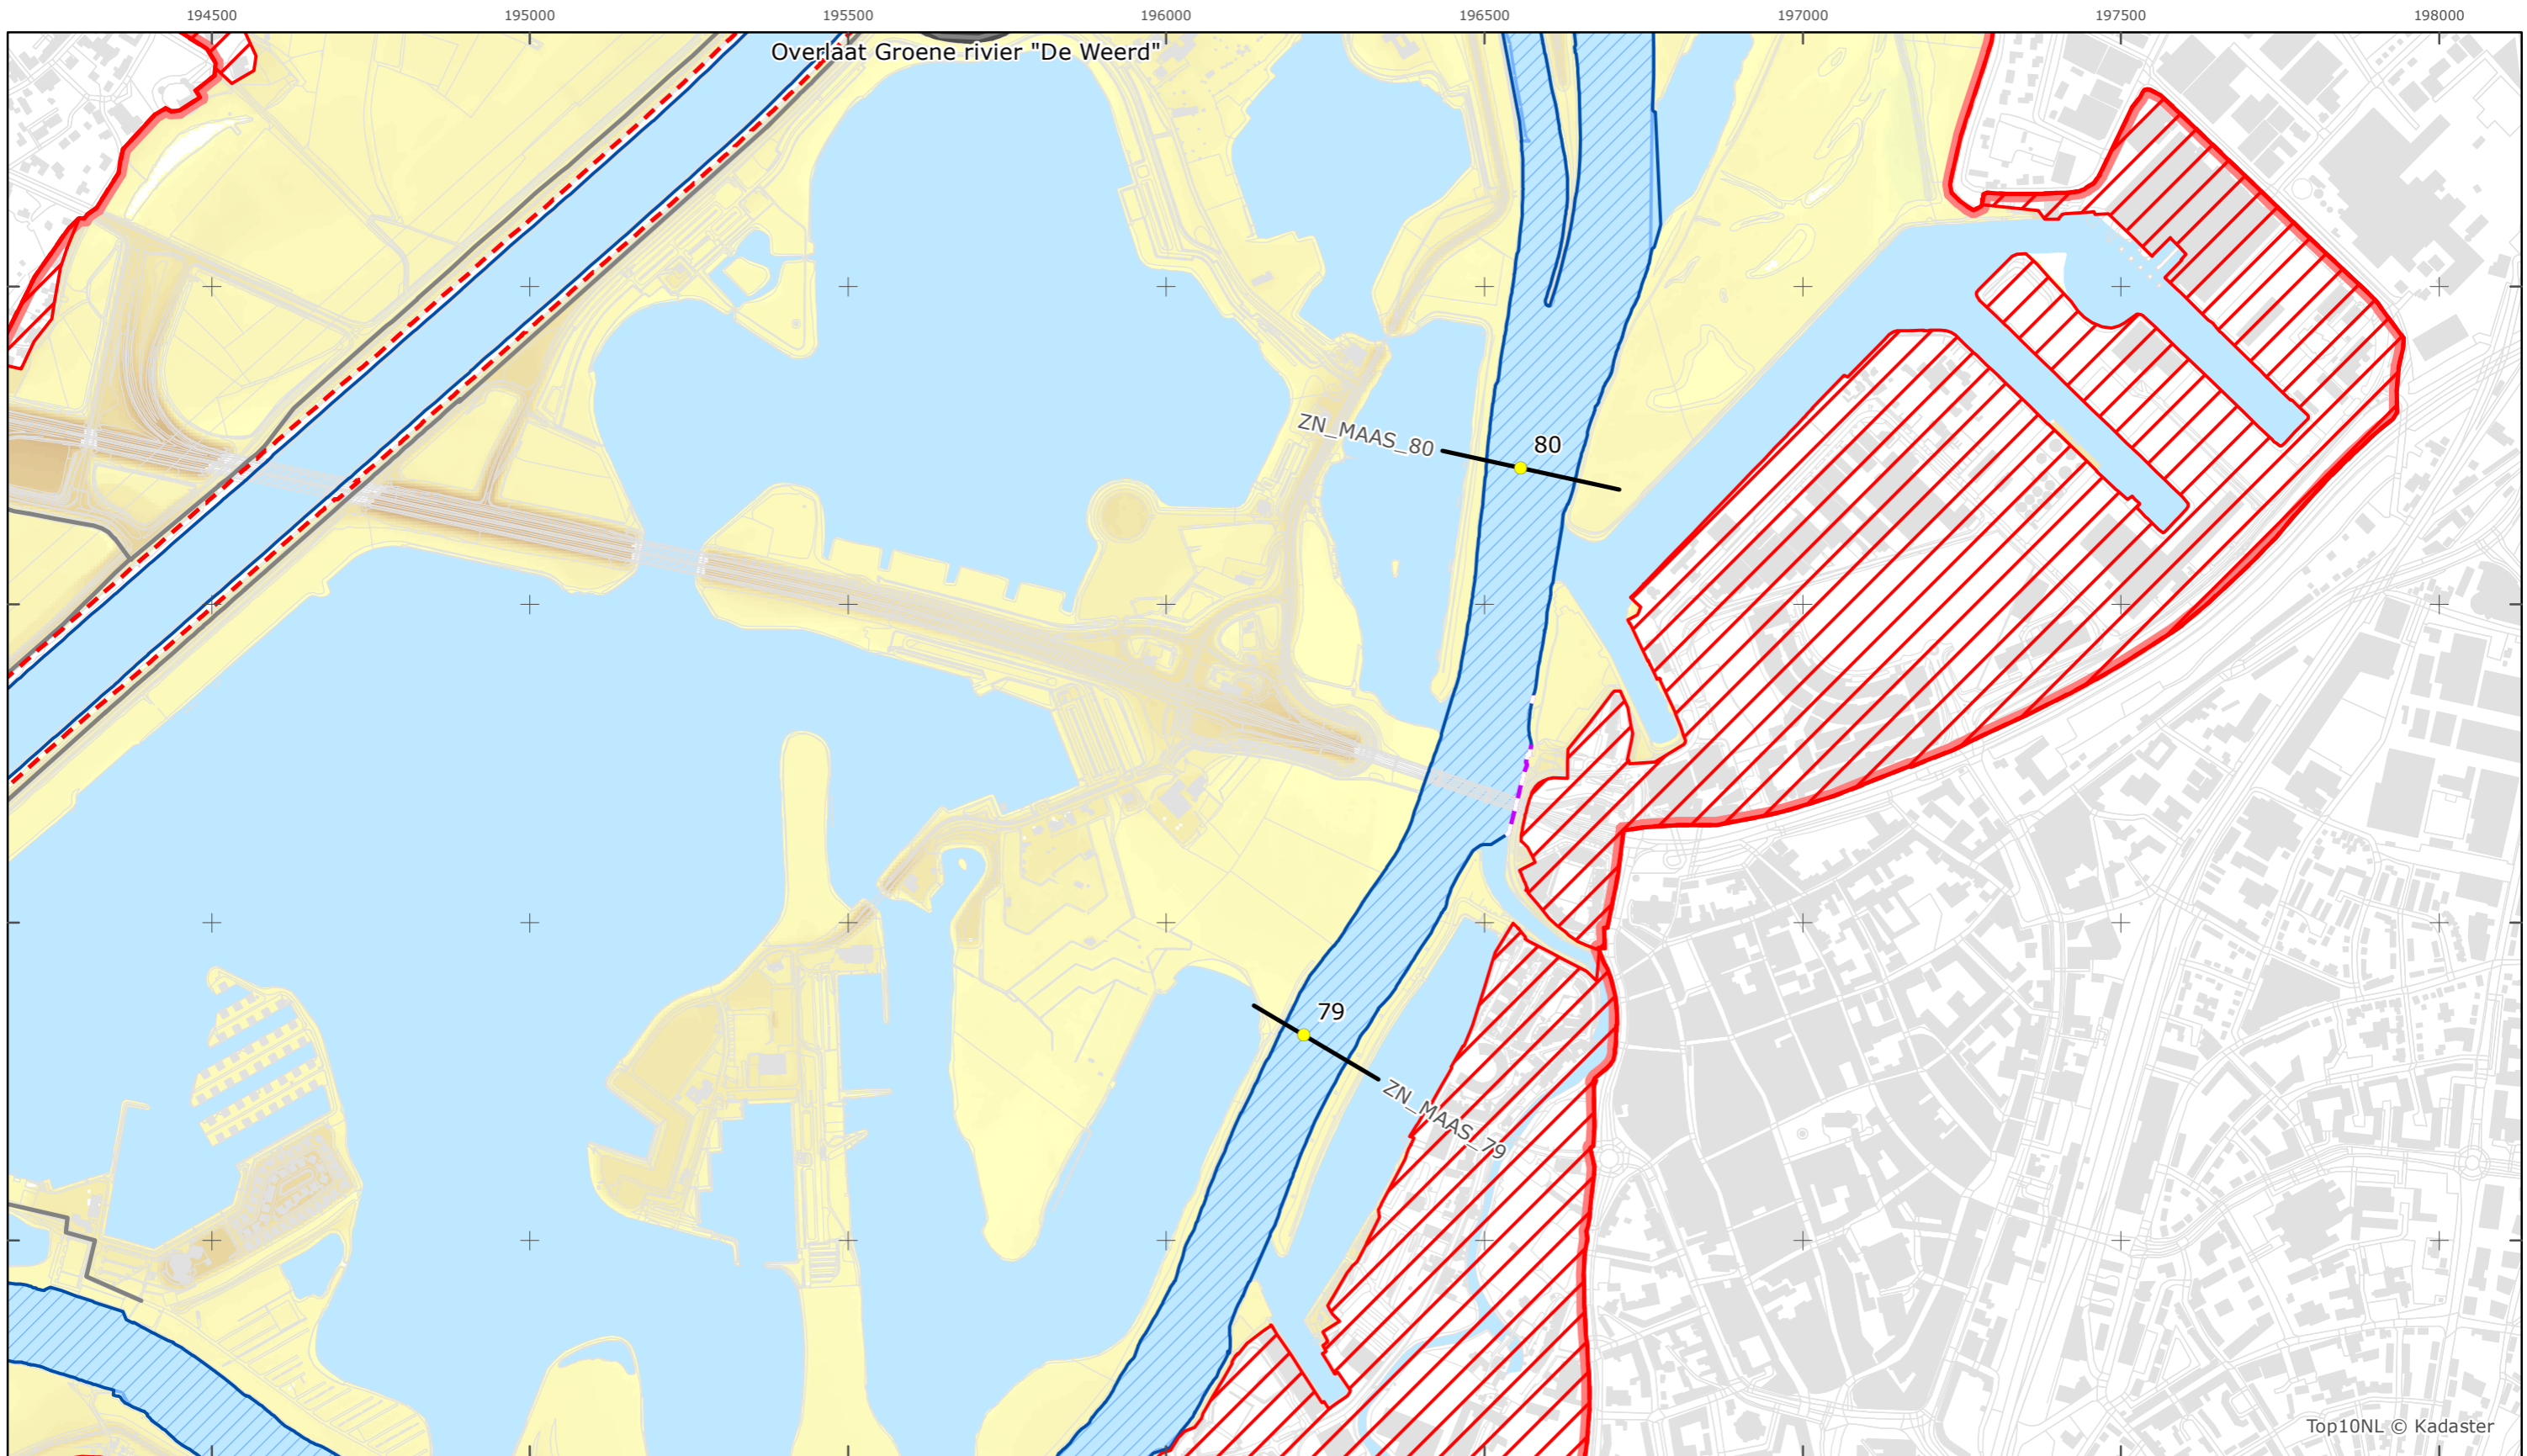 194500 195000 195500 196000 196500 197000 197500 198000
Overlaat Groene rivier "De Weerd"
ZN_MAAS_80
80
79
ZN_MAAS_79
Top10NL © Kadaster